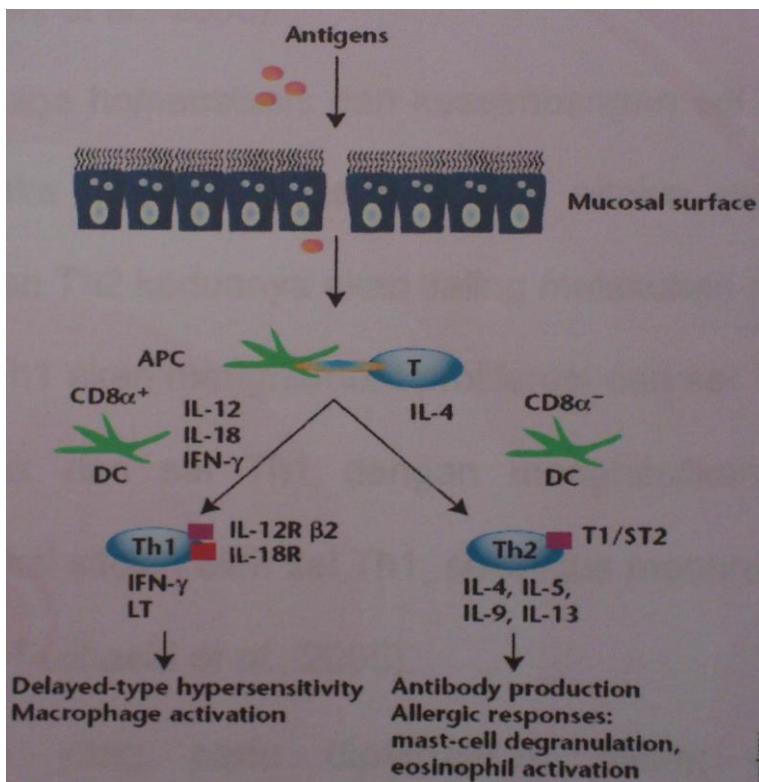 Antigens
Mucosal surface
APC
T
CD8α⁺
IL-12
IL-18
IFN-γ
IL-4
CD8α⁻
DC
DC
Th1
IL-12R β2
IL-18R
Th2
T1/ST2
IFN-γ
LT
IL-4, IL-5,
IL-9, IL-13
Delayed-type hypersensitivity
Macrophage activation
Antibody production
Allergic responses:
mast-cell degranulation,
eosinophil activation